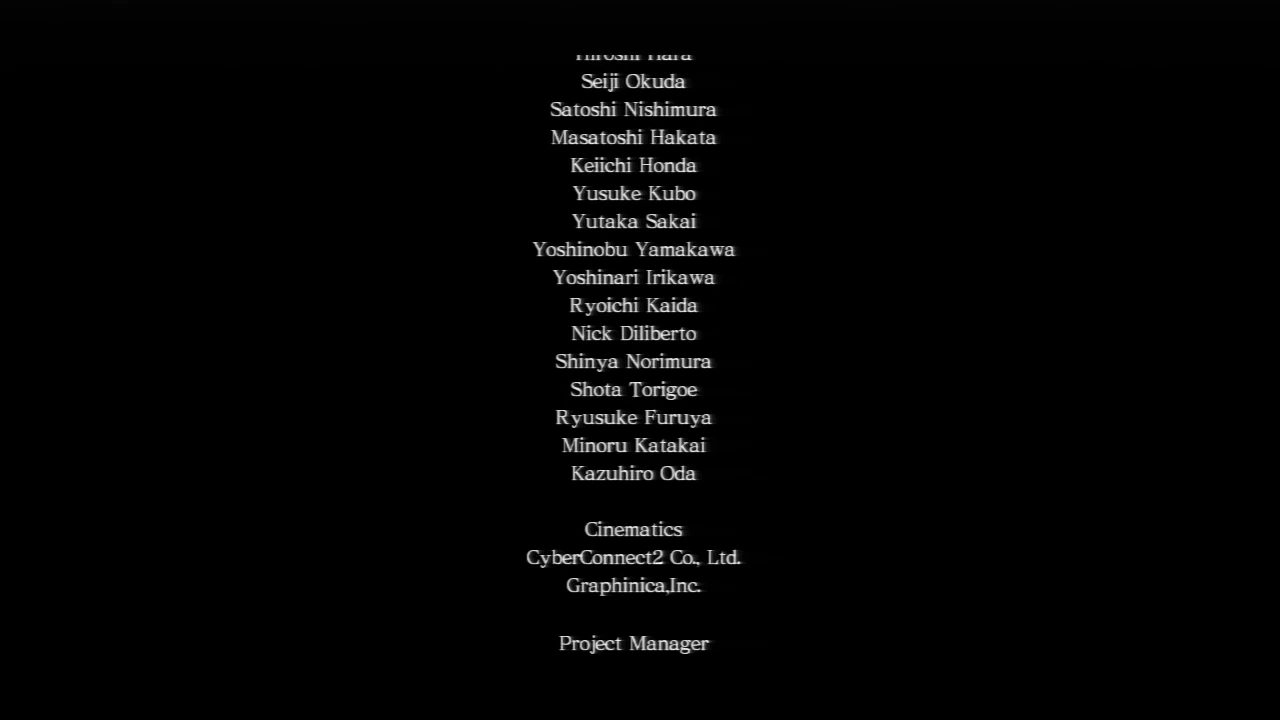 Seiji Okuda
Satoshi Nishimura
Masatoshi Hakata
Keiichi Honda
Yusuke Kubo
Yutaka Sakai
Yoshinobu Yamakawa
Yoshinari Irikawa
Ryoichi Kaida
Nick Diliberto
Shinya Norimura
Shota Torigoe
Ryusuke Furuya
Minoru Katakai
Kazuhiro Oda
Cinematics
CyberConnect2 Co., Ltd.
Graphinica,Inc.
Project Manager